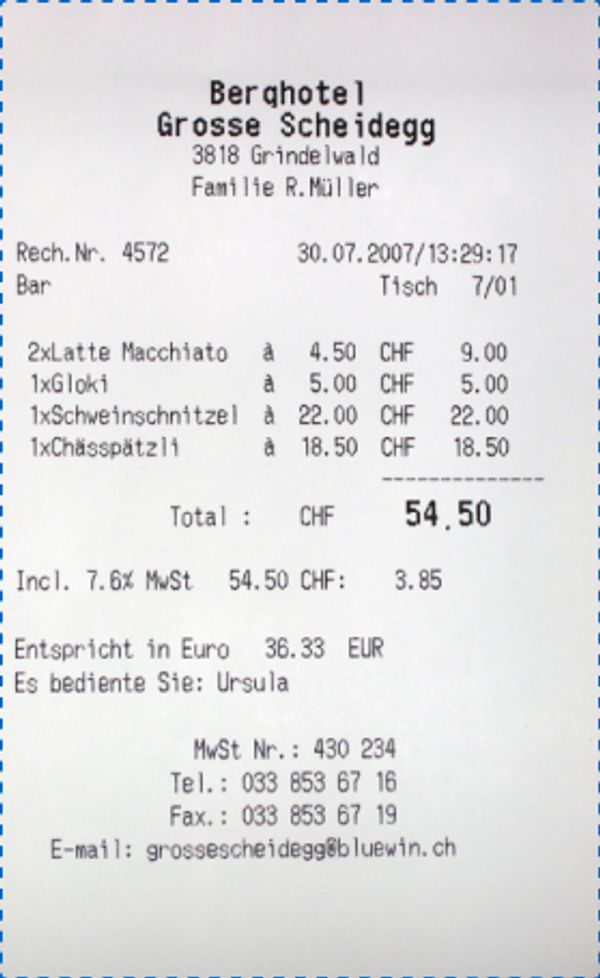 Berghotel
Grosse Scheidegg
3818 Grindelwald
Familie R.Müller
Rech.Nr. 4572 30.07.2007/13:29:17
Bar Tisch 7/01
2xLatte Macchiato à 4.50 CHF 9.00
1xGloki à 5.00 CHF 5.00
1xSchweinschnitzel à 22.00 CHF 22.00
1xChässpätzli à 18.50 CHF 18.50
--------------
Total : CHF 54.50
Incl. 7.6% MwSt 54.50 CHF: 3.85
Entspricht in Euro 36.33 EUR
Es bediente Sie: Ursula
MwSt Nr.: 430 234
Tel.: 033 853 67 16
Fax.: 033 853 67 19
E-mail: grossescheidegg@bluewin.ch